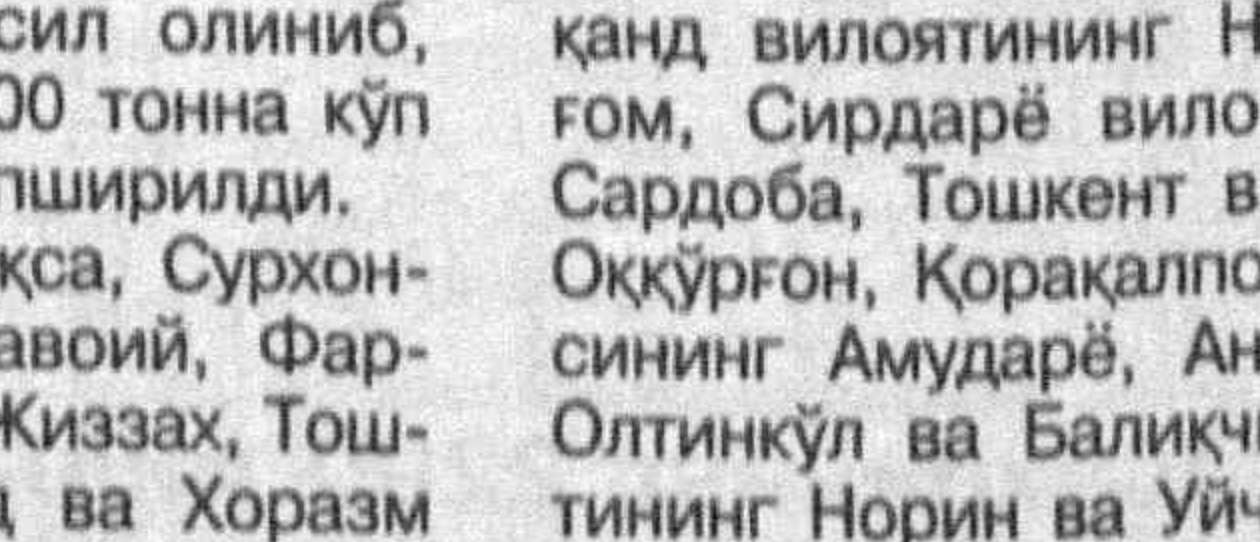 сил олиниб,
00 тонна кўп
пширилди.
қса, Сурхон-
авоий, Фар-
Жиззах, Тош-
ва Хоразм
қанд вилоятининг Н
ғом, Сирдарё вило
Сардоба, Тошкент в
Оққўрғон, Қорақалпо
сининг Амударё, Ан
Олтинкўл ва Балиқч
тининг Норин ва Уйч